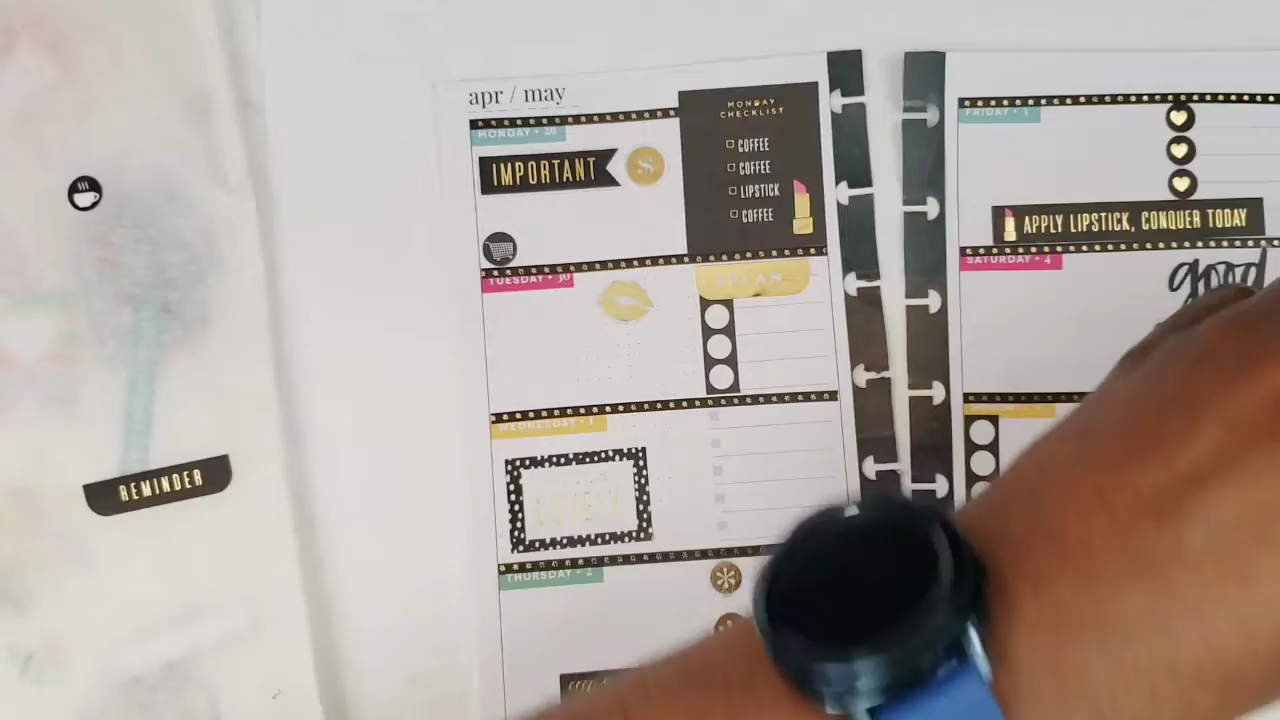 apr / may
MONDAY • 29
IMPORTANT
$
MONDAY
CHECKLIST
COFFEE
COFFEE
LIPSTICK
COFFEE
TUESDAY • 30
WEDNESDAY • 1
LOVELY
THURSDAY • 2
FRIDAY •
APPLY LIPSTICK, CONQUER TODAY
SATURDAY • 4
good
REMINDER